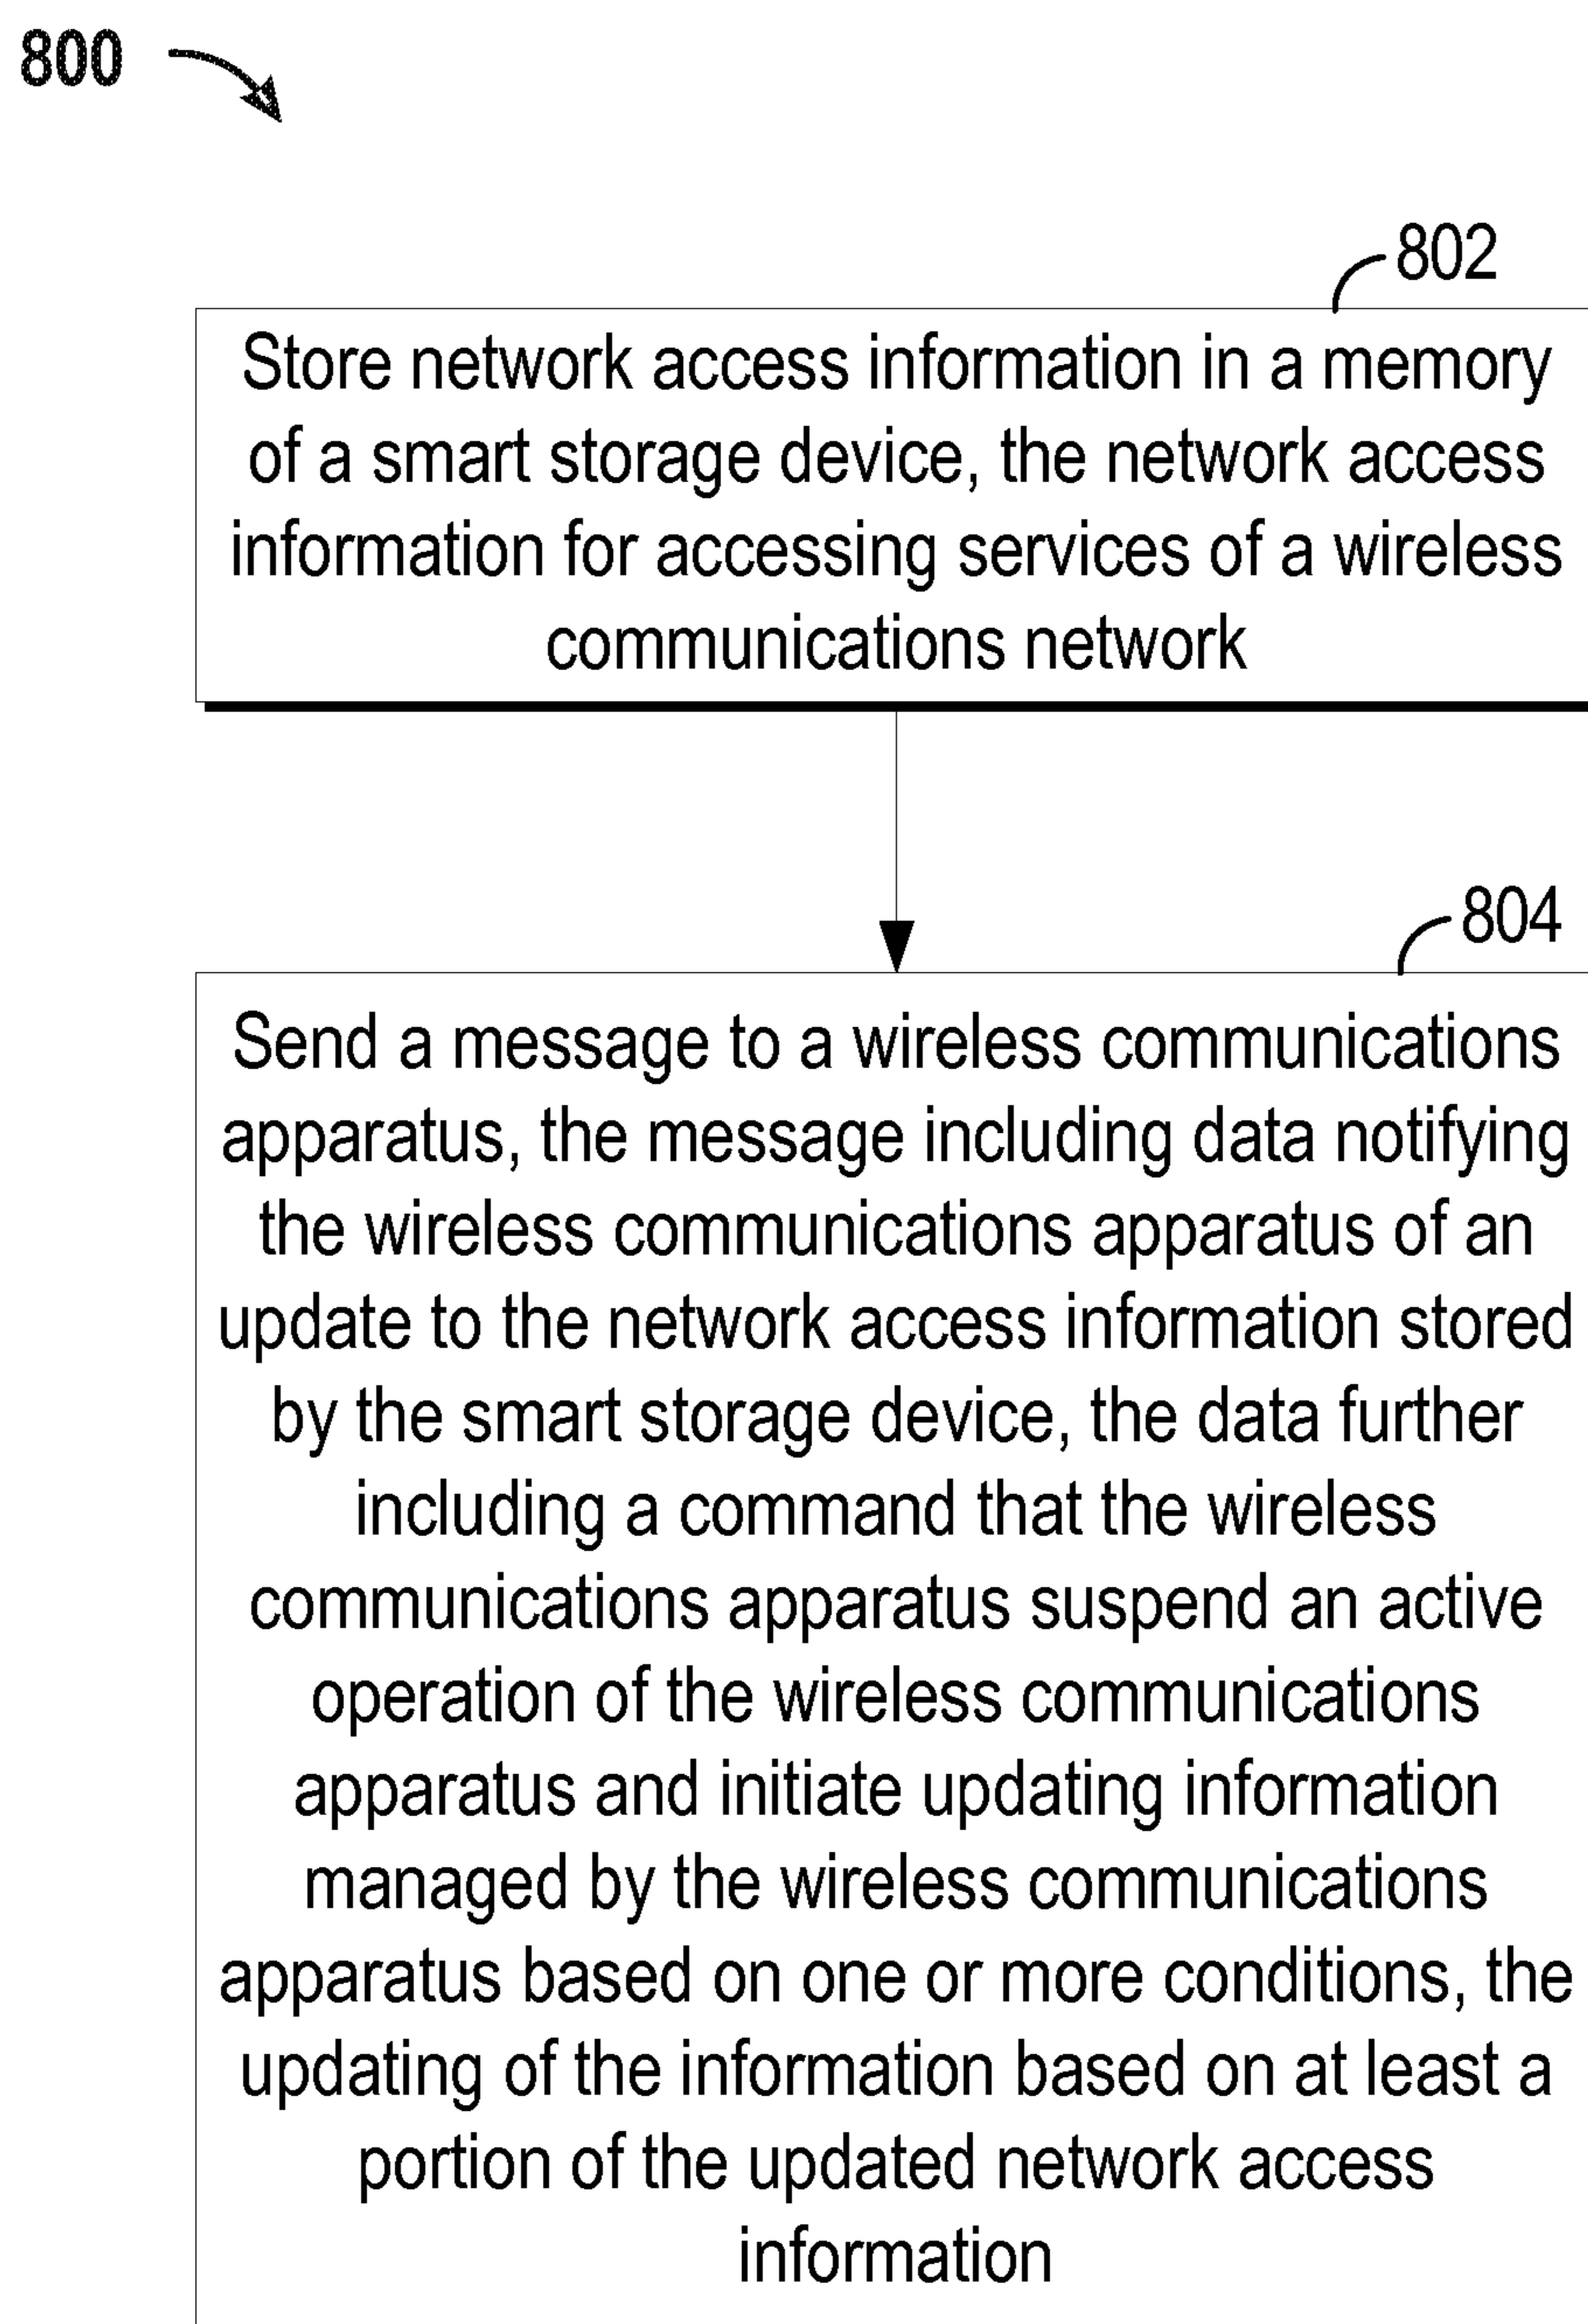 800
802
Store network access information in a memory
of a smart storage device, the network access
information for accessing services of a wireless
communications network
804
Send a message to a wireless communications
apparatus, the message including data notifying
the wireless communications apparatus of an
update to the network access information stored
by the smart storage device, the data further
including a command that the wireless
communications apparatus suspend an active
operation of the wireless communications
apparatus and initiate updating information
managed by the wireless communications
apparatus based on one or more conditions, the
updating of the information based on at least a
portion of the updated network access
information